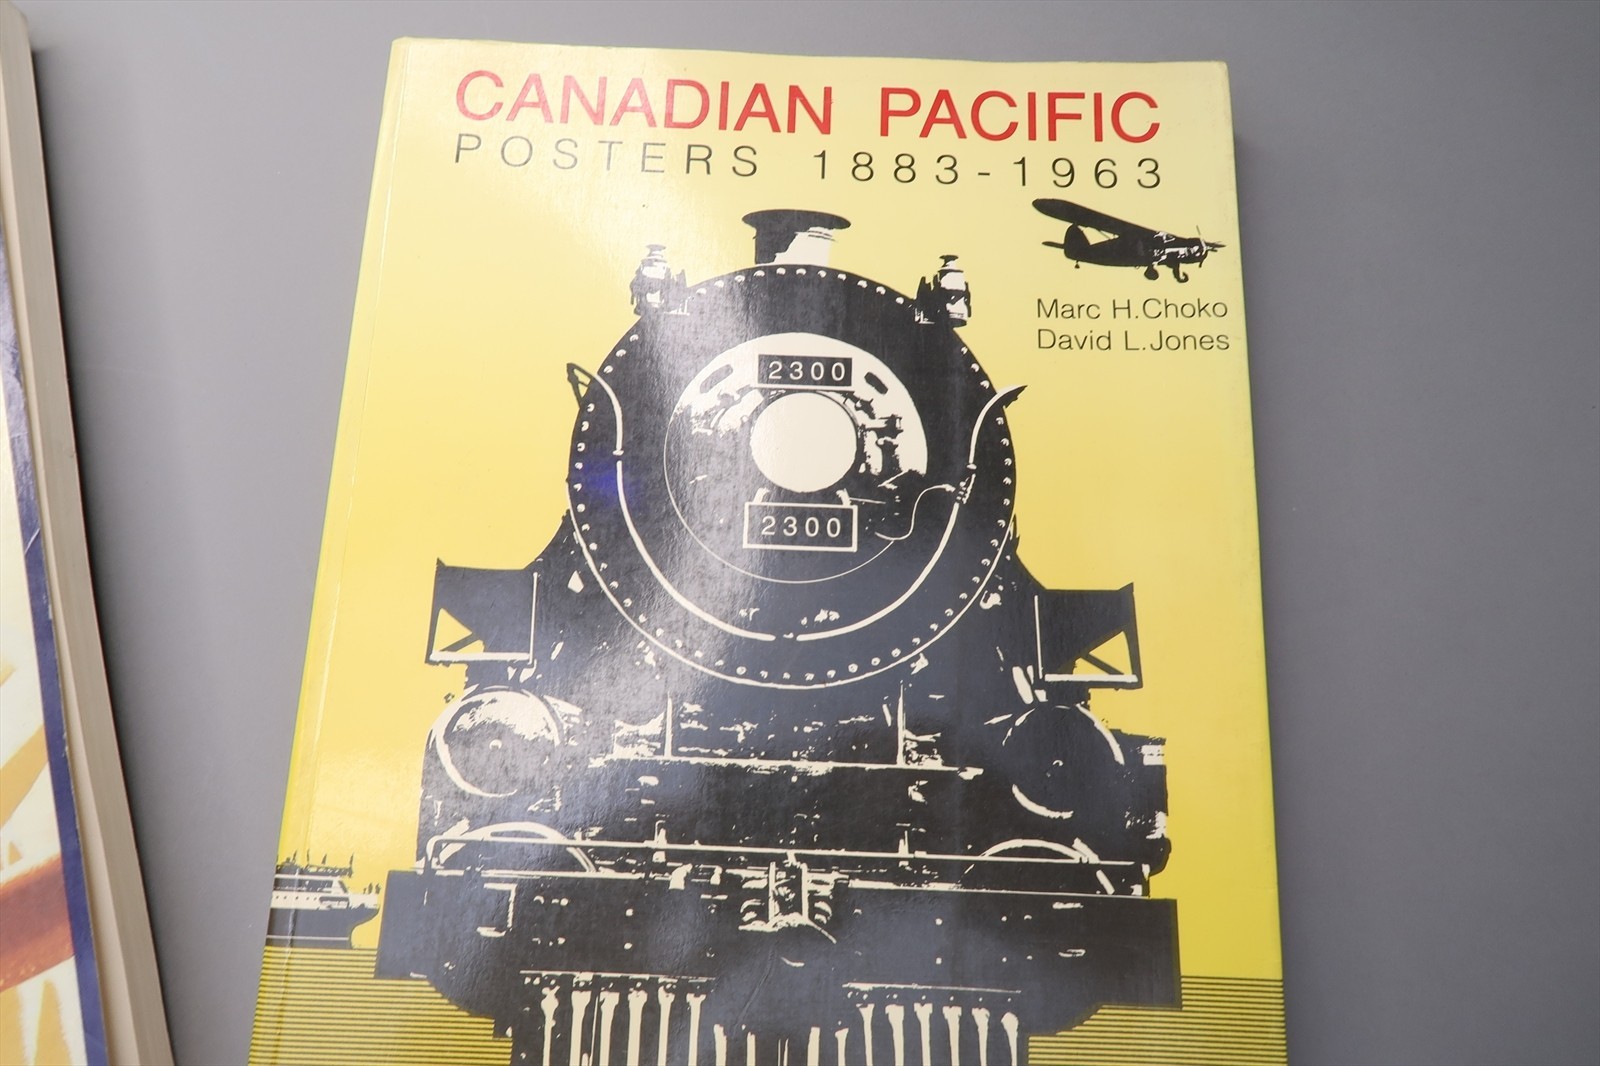 CANADIAN PACIFIC
POSTERS 1883-1963
Marc H. Choko
David L. Jones
2300
2300